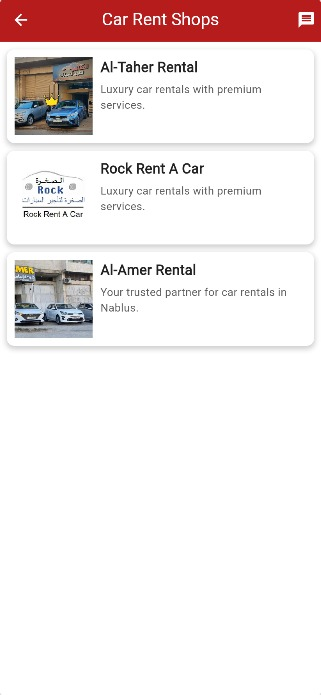 Car Rent Shops
Al-Taher Rental
Luxury car rentals with premium
services.
الصخرة
Rock
الصخرة لتأجير السيارات
Rock Rent A Car
Rock Rent A Car
Luxury car rentals with premium
services.
MER
Al-Amer Rental
Your trusted partner for car rentals in
Nablus.